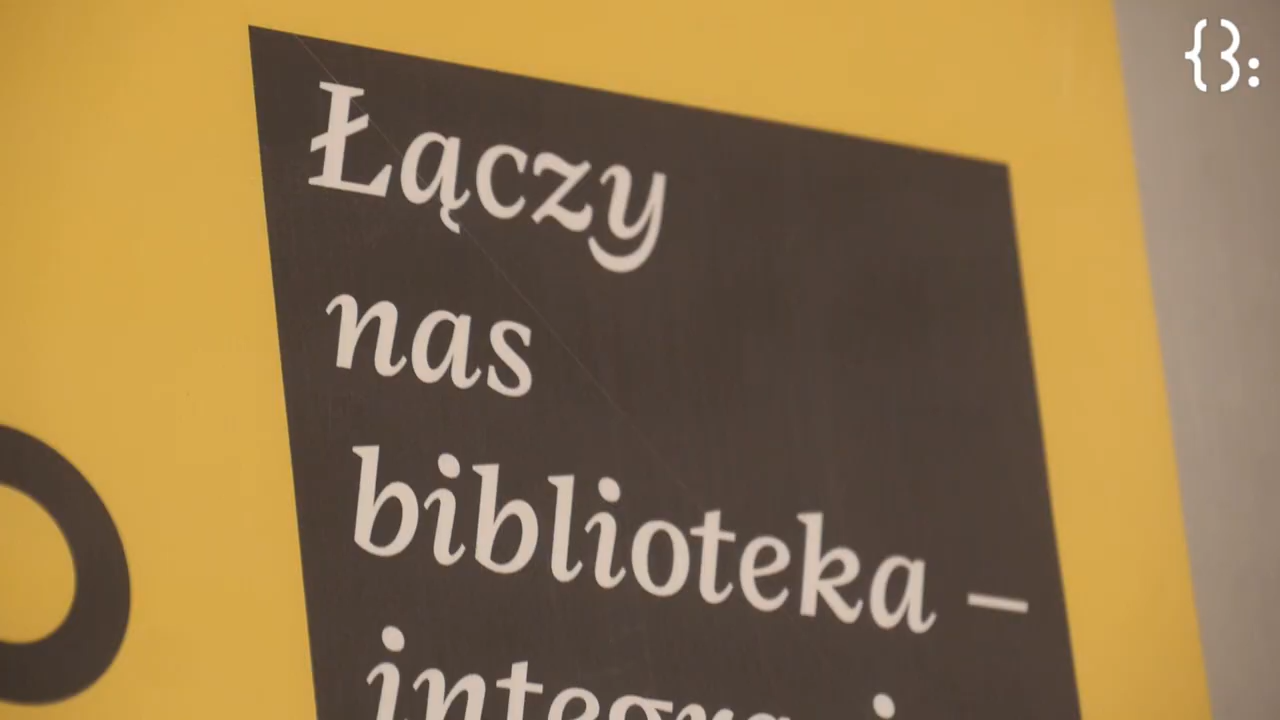 Łączy
nas
biblioteka –